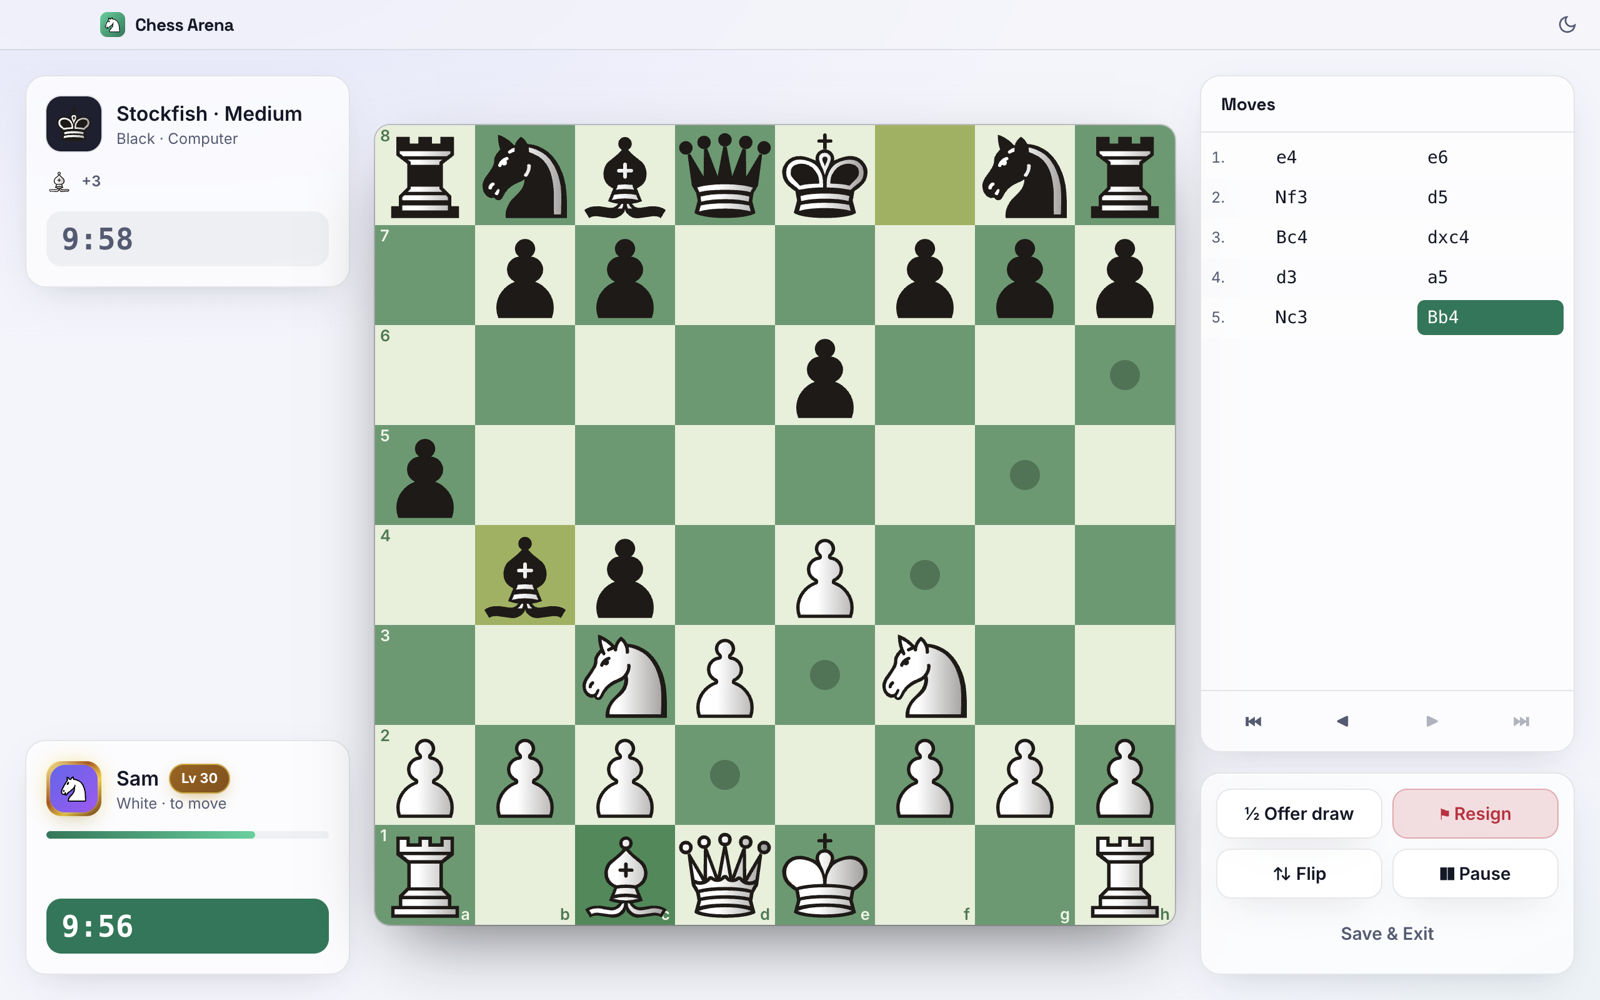 Chess Arena
Stockfish · Medium
Black · Computer
+3
9:58
Sam Lv 30
White · to move
9:56
8
7
6
5
4
3
2
1
a b c d e f g h
Moves
1. e4 e6
2. Nf3 d5
3. Bc4 dxc4
4. d3 a5
5. Nc3 Bb4
½ Offer draw
Resign
Flip
Pause
Save & Exit